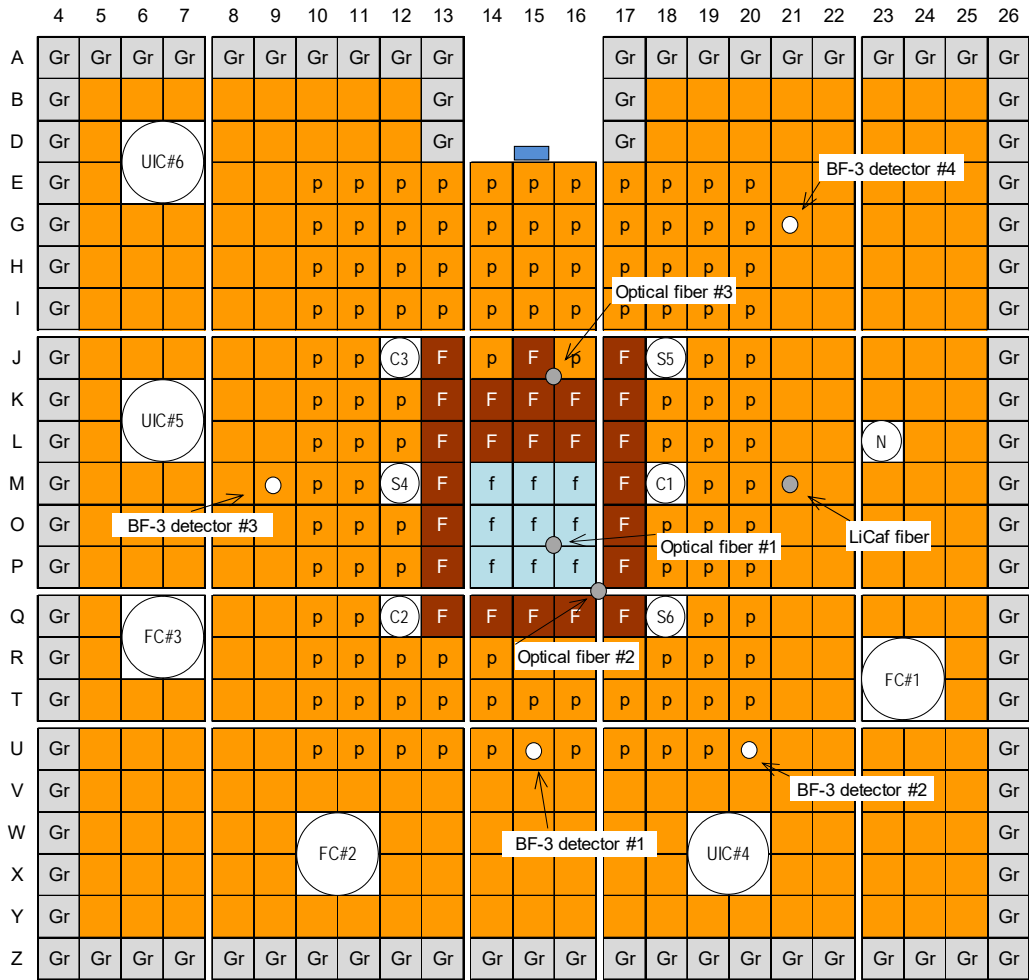 4 5 6 7 8 9 10 11 12 13 14 15 16 17 18 19 20 21 22 23 24 25 26
A Gr Gr Gr Gr Gr Gr Gr Gr Gr Gr Gr Gr Gr Gr Gr Gr Gr Gr Gr Gr
B Gr Gr Gr Gr
D Gr Gr Gr Gr
UIC#6
BF-3 detector #4
E Gr p p p p p p p p p p p Gr
G Gr p p p p p p p p p p p Gr
H Gr p p p p p p p p p p p Gr
Optical fiber #3
I Gr p p p p p p p p p p p Gr
J Gr p p C3 F p F p F S5 p p Gr
K Gr p p p F F F F F p p p Gr
UIC#5
L Gr p p p F F F F F p p p N Gr
M Gr p p S4 F f f f F C1 p p Gr
BF-3 detector #3
O Gr p p p F f f f F p p p Gr
LiCaf fiber
Optical fiber #1
P Gr p p p F f f f F p p p Gr
Q Gr p p C2 F F F F F S6 p p Gr
FC#3
R Gr p p p p p p p p Gr
Optical fiber #2
FC#1
T Gr p p p p p p p p p p p Gr
U Gr p p p p p p p p p Gr
V Gr Gr
BF-3 detector #2
W Gr Gr
BF-3 detector #1
FC#2 UIC#4
X Gr Gr
Y Gr Gr
Z Gr Gr Gr Gr Gr Gr Gr Gr Gr Gr Gr Gr Gr Gr Gr Gr Gr Gr Gr Gr Gr Gr Gr